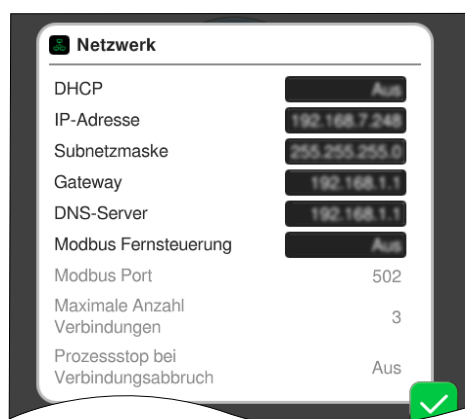 Netzwerk
DHCP Aus
IP-Adresse 192.168.7.248
Subnetzmaske 255.255.255.0
Gateway 192.168.1.1
DNS-Server 192.168.1.1
Modbus Fernsteuerung Aus
Modbus Port 502
Maximale Anzahl
Verbindungen 3
Prozessstop bei
Verbindungsabbruch Aus